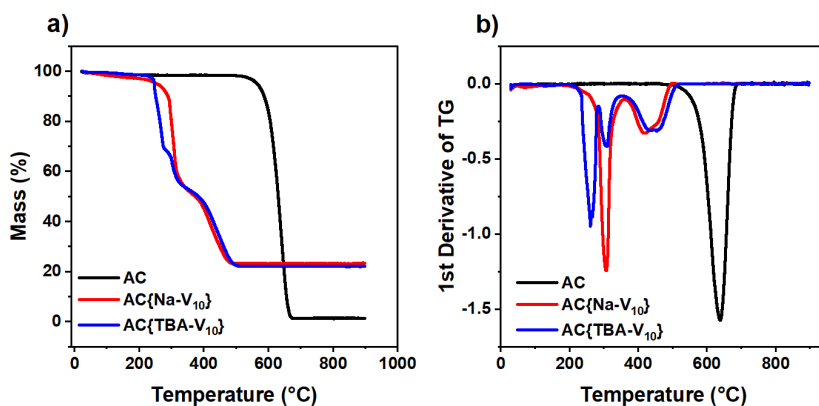 a)
100
80
60
40
20
0
Mass (%)
AC
AC{Na-V₁₀}
AC{TBA-V₁₀}
0 200 400 600 800 1000
Temperature (°C)
b)
0.0
-0.5
-1.0
-1.5
1st Derivative of TG
AC
AC{Na-V₁₀}
AC{TBA-V₁₀}
0 200 400 600 800
Temperature (°C)